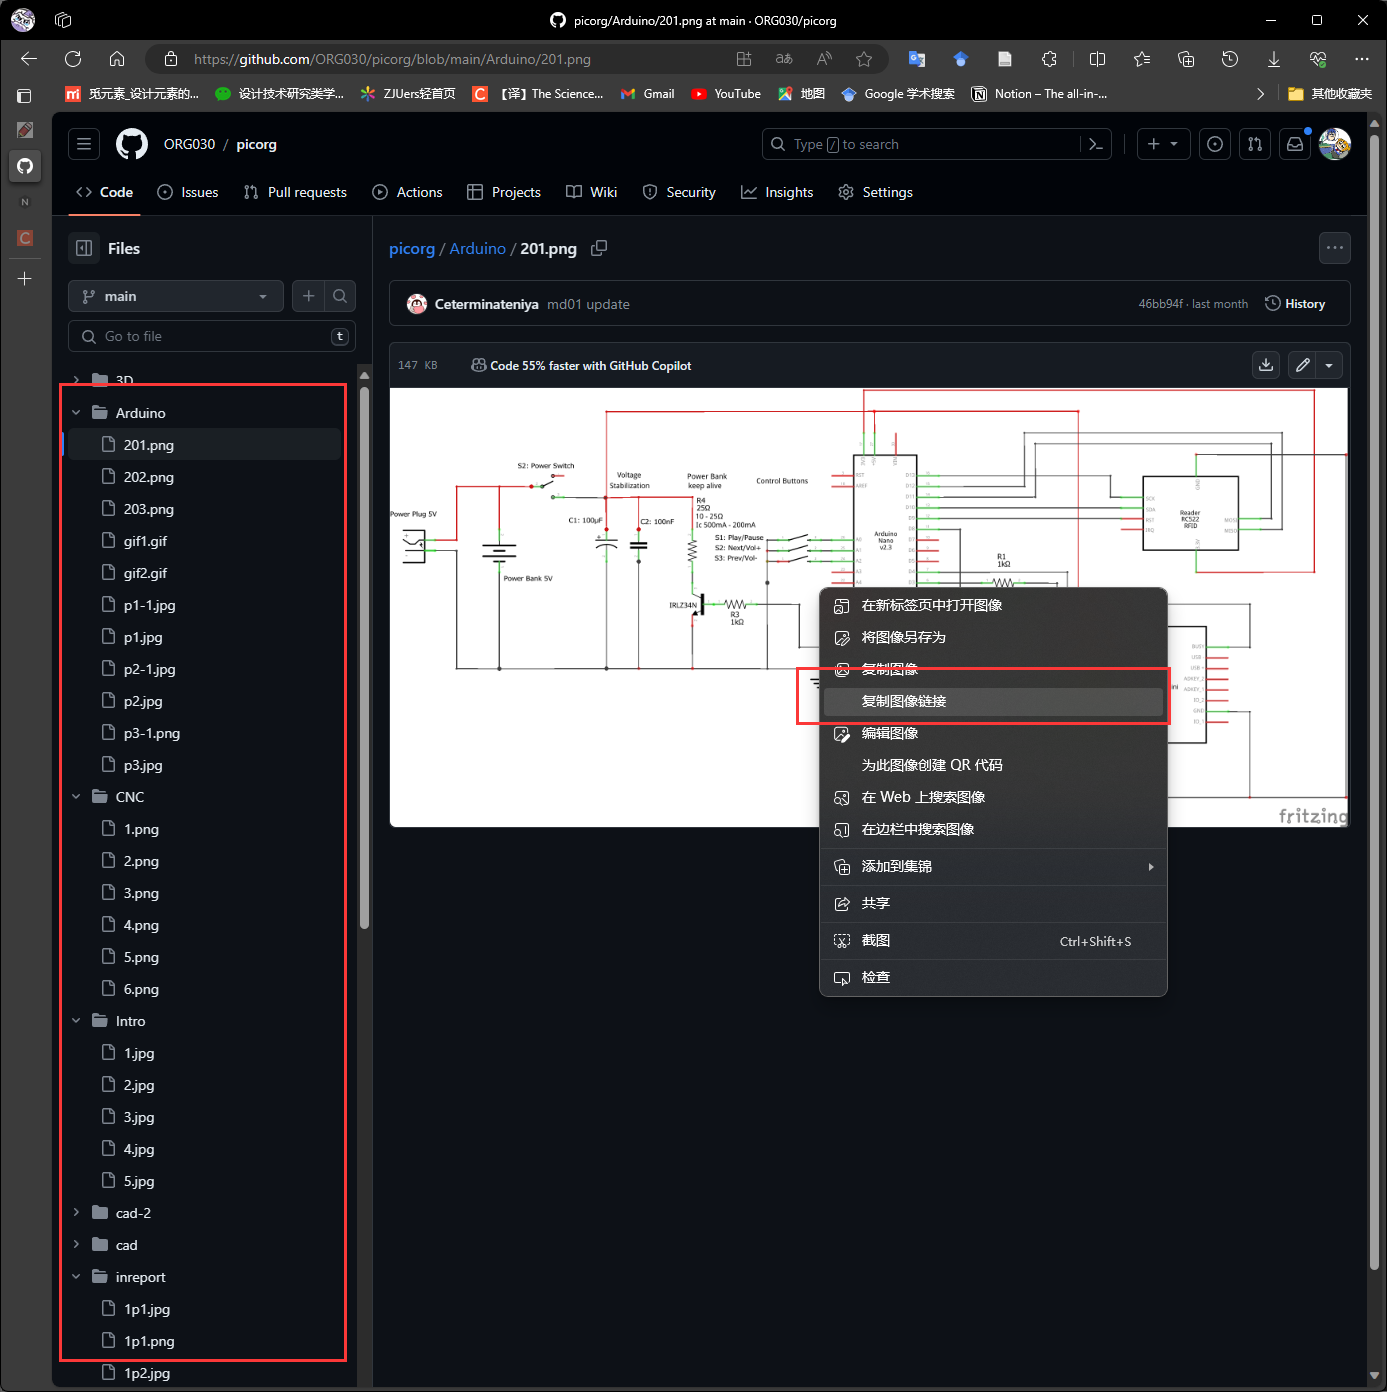 picorg/Arduino/201.png at main · ORG030/picorg
https://github.com/ORG030/picorg/blob/main/Arduino/201.png
觅元素_设计元素的...
设计技术研究类学...
ZJUers轻首页
【译】The Science...
Gmail
YouTube
地图
Google 学术搜索
Notion – The all-in-...
其他收藏夹
ORG030 / picorg
Type / to search
Code
Issues
Pull requests
Actions
Projects
Wiki
Security
Insights
Settings
Files
main
Go to file
t
3D
Arduino
201.png
202.png
203.png
gif1.gif
gif2.gif
p1-1.jpg
p1.jpg
p2-1.jpg
p2.jpg
p3-1.png
p3.jpg
CNC
1.png
2.png
3.png
4.png
5.png
6.png
Intro
1.jpg
2.jpg
3.jpg
4.jpg
5.jpg
cad-2
cad
inreport
1p1.jpg
1p1.png
1p2.jpg
picorg / Arduino / 201.png
Ceterminateniya md01 update
46bb94f · last month
History
147 KB
Code 55% faster with GitHub Copilot
Power Plug 5V
S2: Power Switch
Power Bank 5V
Voltage
Stabilization
C1: 100µF
C2: 100nF
Power Bank
keep alive
R4
25Ω
10 - 25Ω
Ic 500mA - 200mA
IRLZ34N
R3
1kΩ
Control Buttons
S1: Play/Pause
S2: Next/Vol+
S3: Prev/Vol-
Arduino
Nano
v2.3
R1
1kΩ
Reader
RC522
RFID
fritzing
在新标签页中打开图像
将图像另存为
复制图像
复制图像链接
编辑图像
为此图像创建 QR 代码
在 Web 上搜索图像
在边栏中搜索图像
添加到集锦
共享
截图 Ctrl+Shift+S
检查